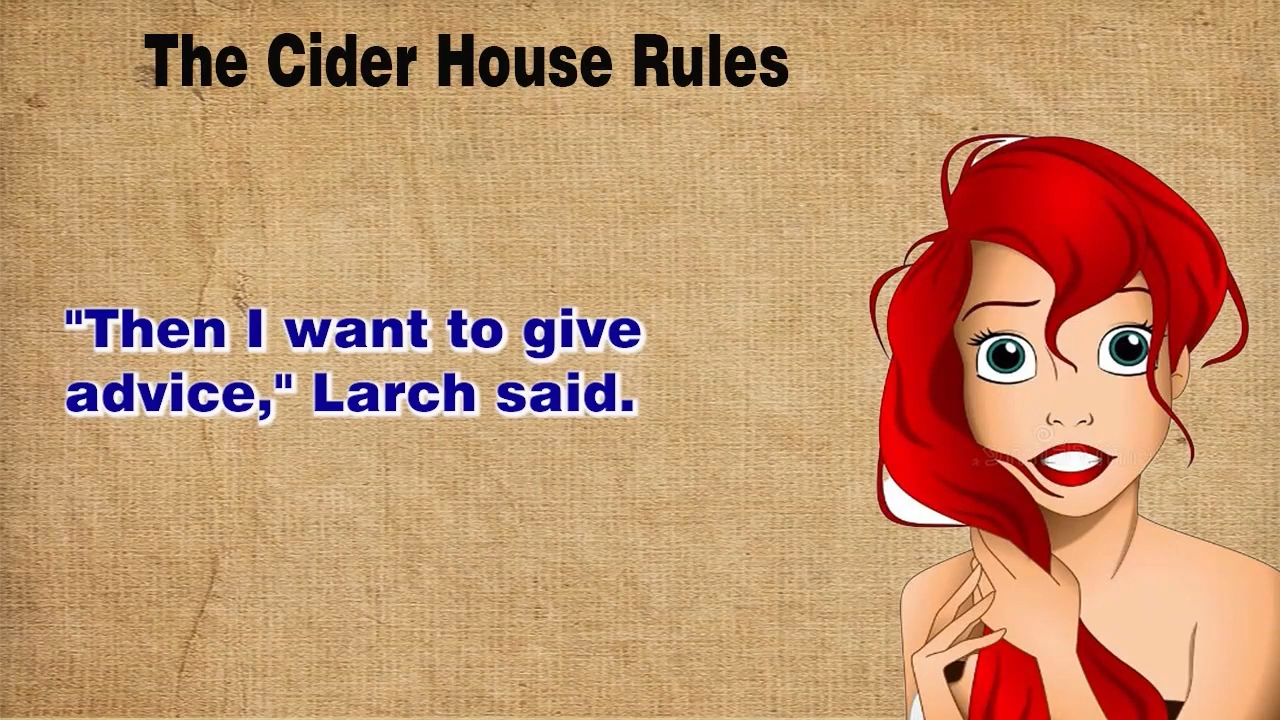 The Cider House Rules
"Then I want to give
advice," Larch said.